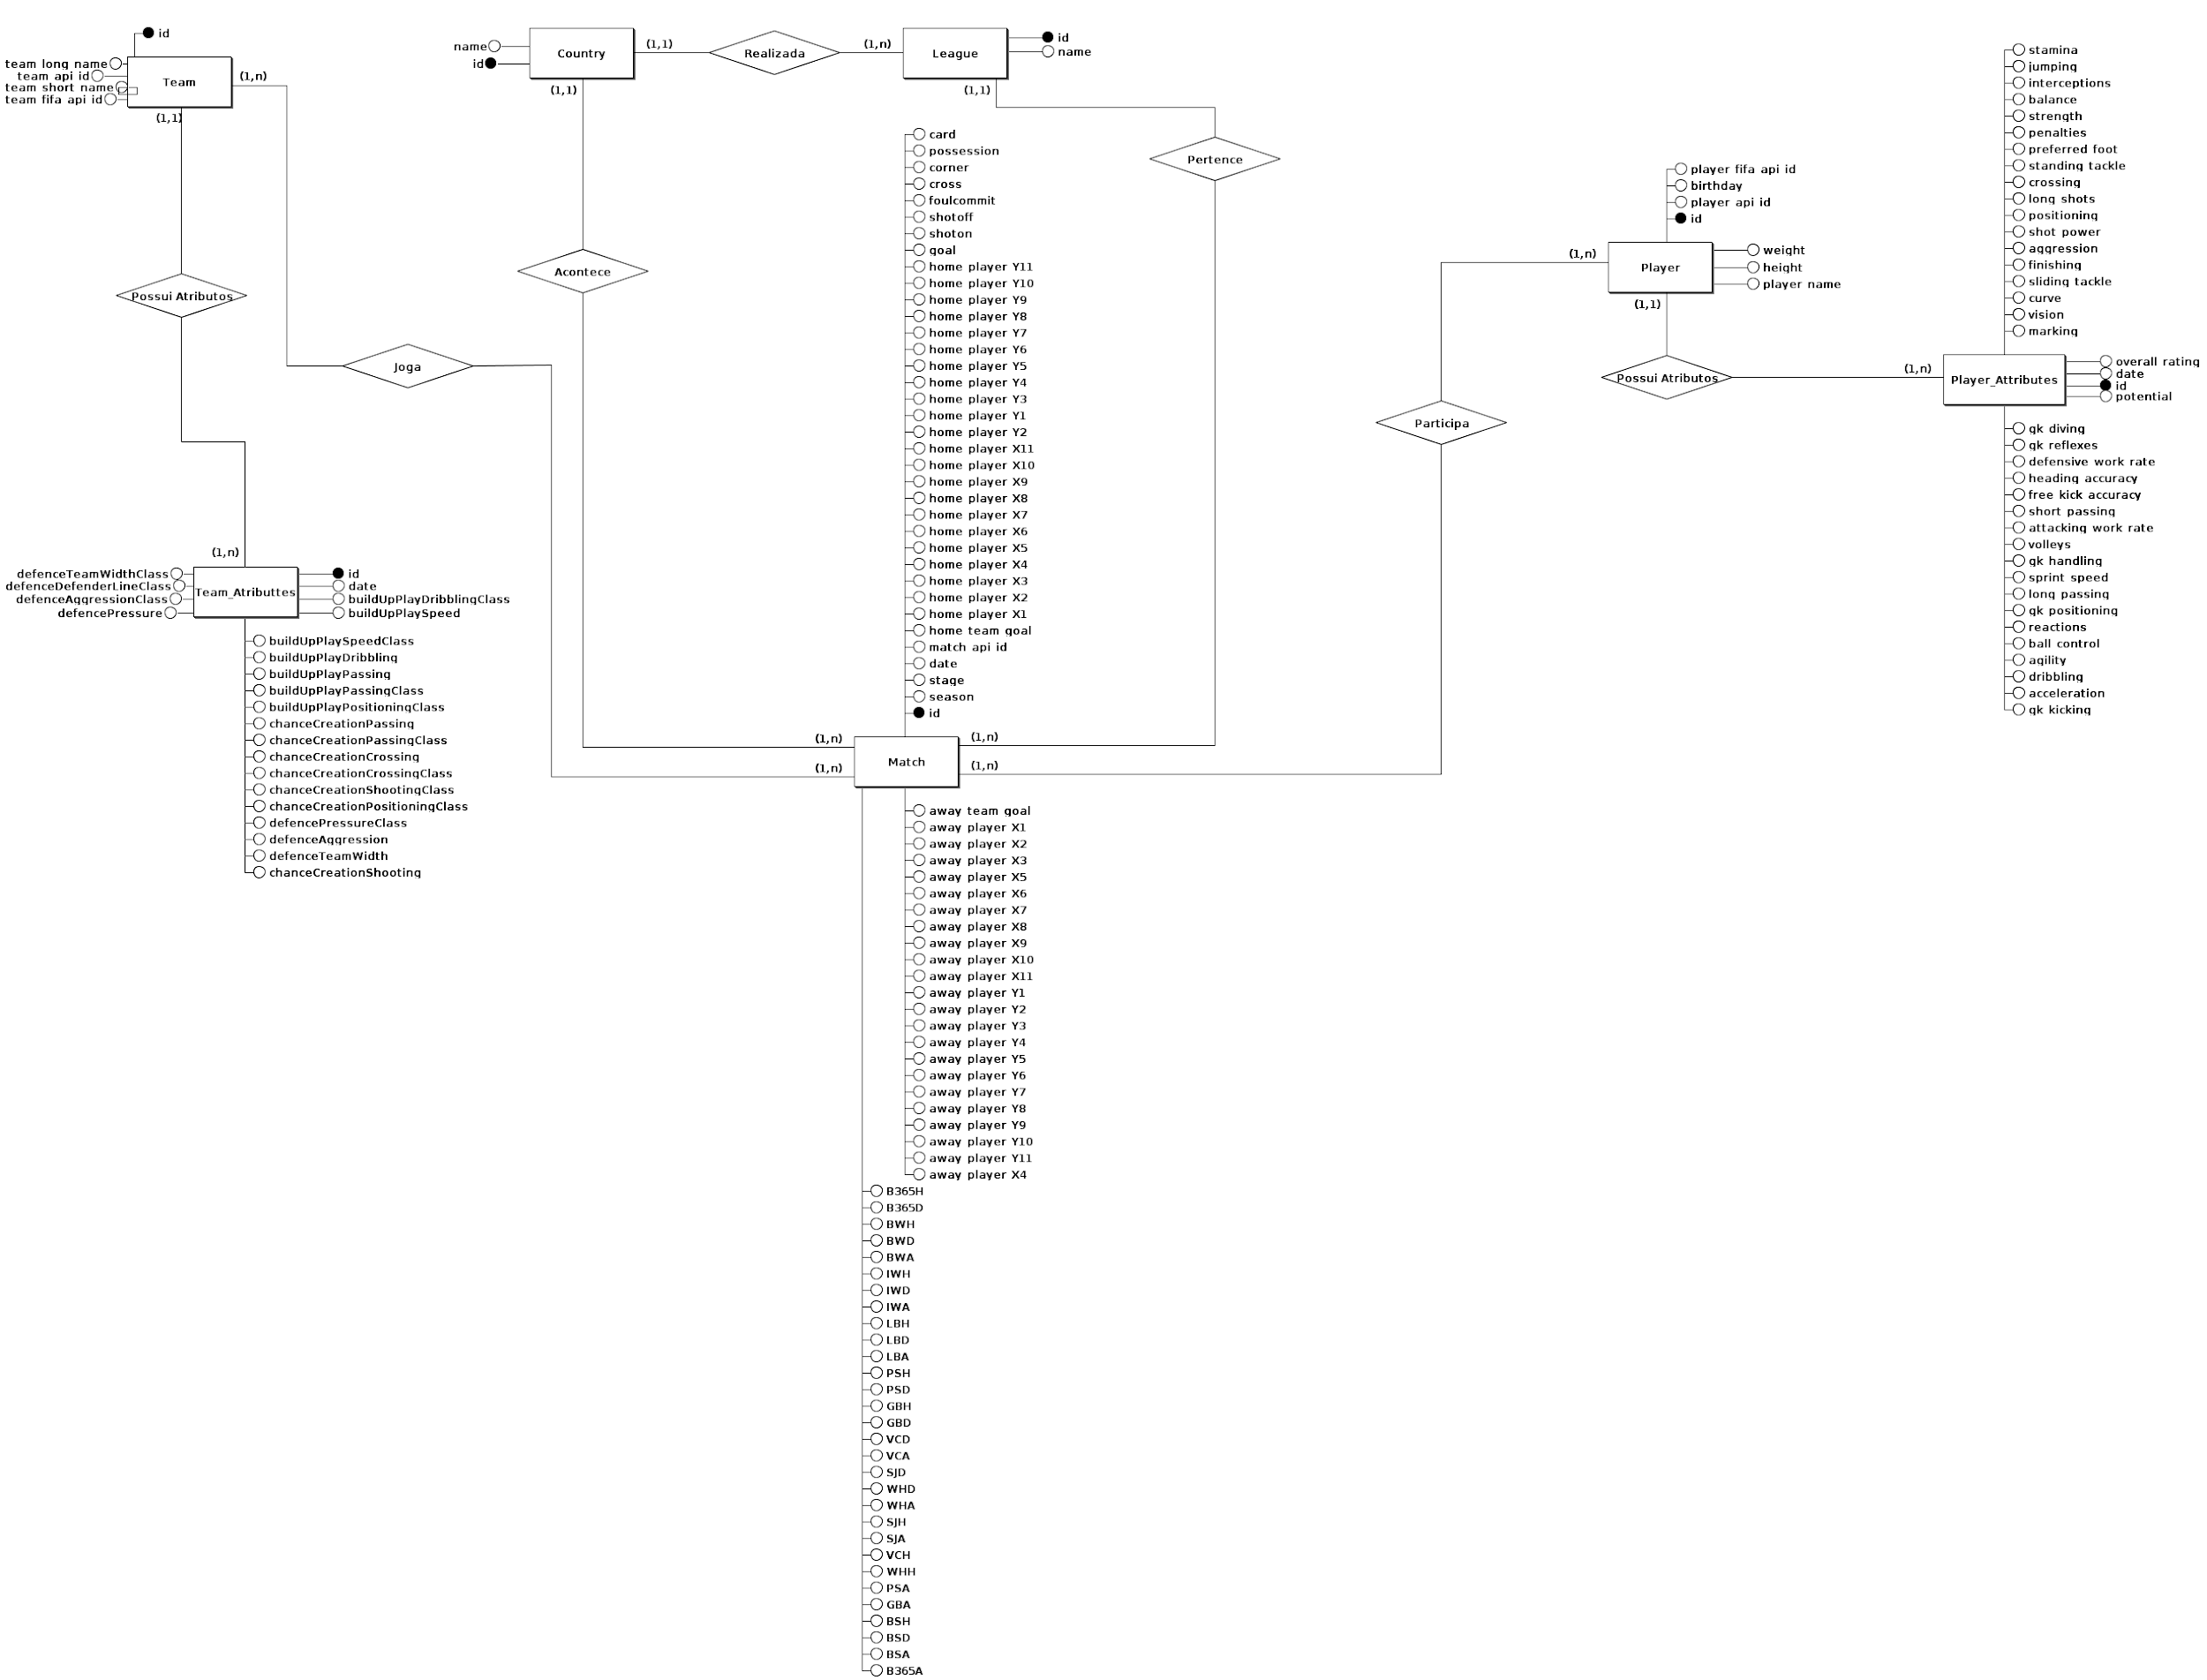 id
team long name
team api id
team short name
team fifa api id
Team
(1,n)
(1,1)
Possui Atributos
Joga
(1,n)
defenceTeamWidthClass
defenceDefenderLineClass
defenceAggressionClass
defencePressure
Team_Atributtes
id
date
buildUpPlayDribblingClass
buildUpPlaySpeed
buildUpPlaySpeedClass
buildUpPlayDribbling
buildUpPlayPassing
buildUpPlayPassingClass
buildUpPlayPositioningClass
chanceCreationPassing
chanceCreationPassingClass
chanceCreationCrossing
chanceCreationCrossingClass
chanceCreationShootingClass
chanceCreationPositioningClass
defencePressureClass
defenceAggression
defenceTeamWidth
chanceCreationShooting
name
id
Country
(1,1)
Realizada
(1,n)
League
id
name
(1,1)
(1,1)
Acontece
Pertence
card
possession
corner
cross
foulcommit
shotoff
shoton
goal
home player Y11
home player Y10
home player Y9
home player Y8
home player Y7
home player Y6
home player Y5
home player Y4
home player Y3
home player Y1
home player Y2
home player X11
home player X10
home player X9
home player X8
home player X7
home player X6
home player X5
home player X4
home player X3
home player X2
home player X1
home team goal
match api id
date
stage
season
id
(1,n)
(1,n)
Match
(1,n)
(1,n)
away team goal
away player X1
away player X2
away player X3
away player X5
away player X6
away player X7
away player X8
away player X9
away player X10
away player X11
away player Y1
away player Y2
away player Y3
away player Y4
away player Y5
away player Y6
away player Y7
away player Y8
away player Y9
away player Y10
away player Y11
away player X4
B365H
B365D
BWH
BWD
BWA
IWH
IWD
IWA
LBH
LBD
LBA
PSH
PSD
GBH
GBD
VCD
VCA
SJD
WHD
WHA
SJH
SJA
VCH
WHH
PSA
GBA
BSH
BSD
BSA
B365A
player fifa api id
birthday
player api id
id
(1,n)
Player
weight
height
player name
(1,1)
Possui Atributos
(1,n)
Participa
stamina
jumping
interceptions
balance
strength
penalties
preferred foot
standing tackle
crossing
long shots
positioning
shot power
aggression
finishing
sliding tackle
curve
vision
marking
Player_Attributes
overall rating
date
id
potential
gk diving
gk reflexes
defensive work rate
heading accuracy
free kick accuracy
short passing
attacking work rate
volleys
gk handling
sprint speed
long passing
gk positioning
reactions
ball control
agility
dribbling
acceleration
gk kicking